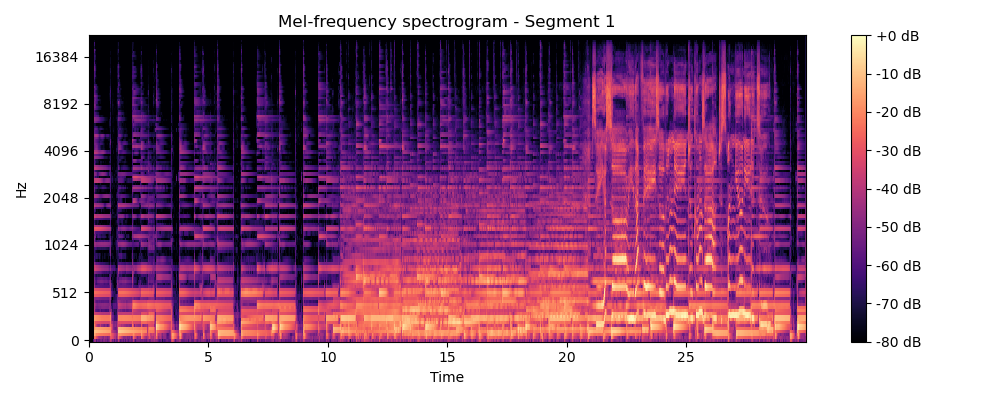 Mel-frequency spectrogram - Segment 1
Hz
16384
8192
4096
2048
1024
512
0
0 5 10 15 20 25
Time
+0 dB
-10 dB
-20 dB
-30 dB
-40 dB
-50 dB
-60 dB
-70 dB
-80 dB